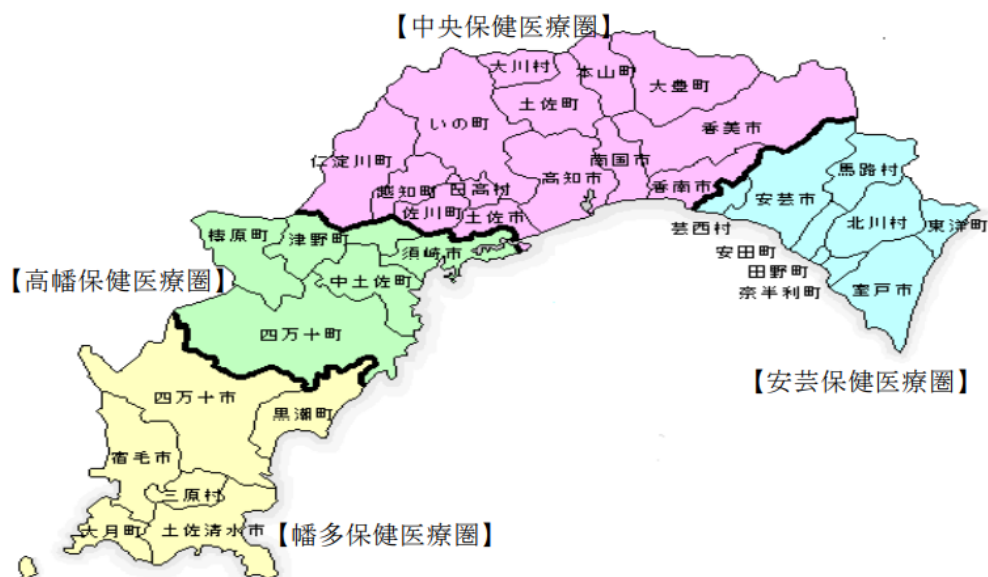 【中央保健医療圏】
大川村
本山町
大豊町
土佐町
いの町
香美市
仁淀川町
南国市
高知市
越知町
日高村
香南市
佐川町
土佐市
馬路村
安芸市
北川村
東洋町
芸西村
安田町
田野町
奈半利町
室戸市
【安芸保健医療圏】
檮原町
津野町
須崎市
中土佐町
【高幡保健医療圏】
四万十町
四万十市
黒潮町
宿毛市
三原村
大月町
土佐清水市
【幡多保健医療圏】